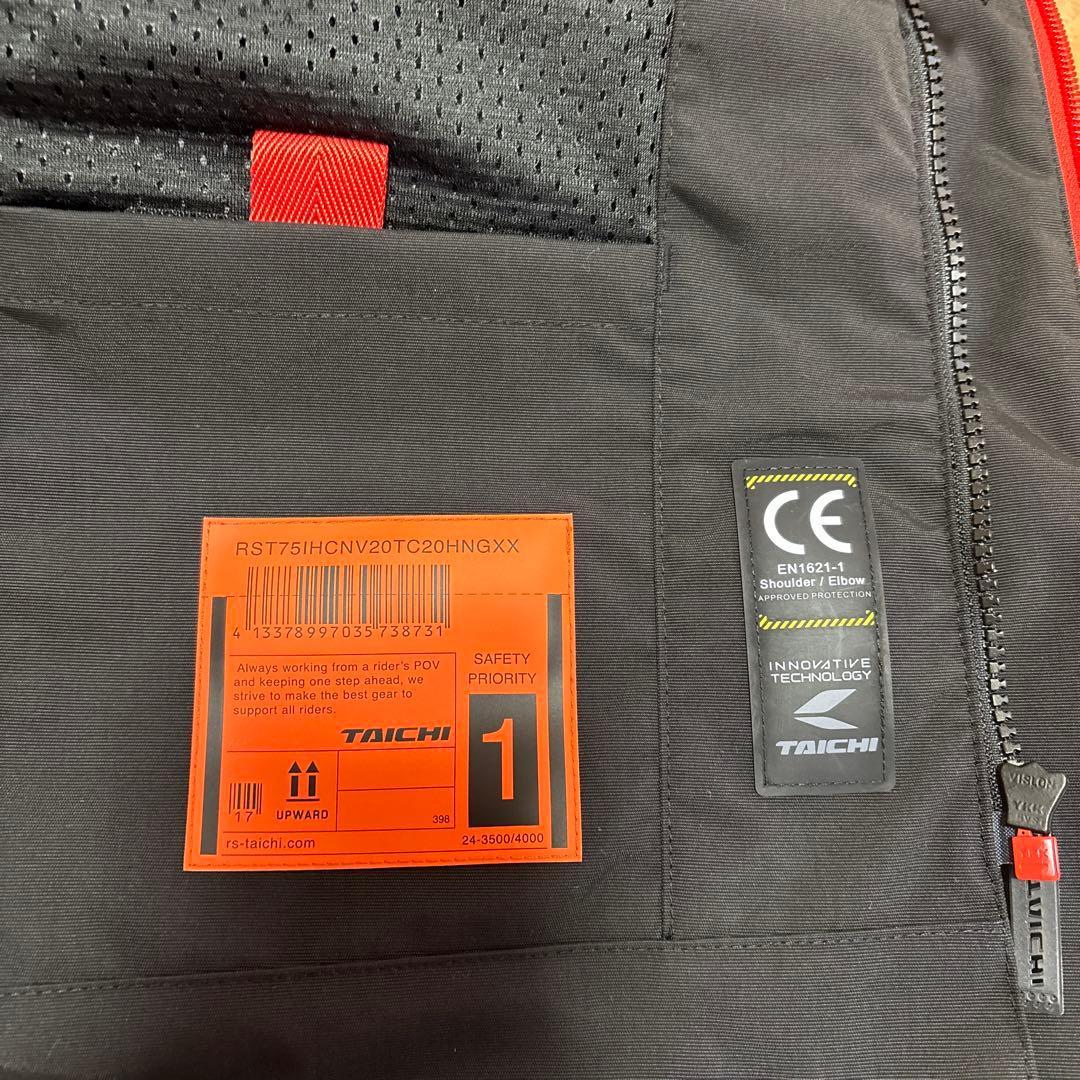 RST75IHCNV20TC20HNGXX
4 133788997035 738731
Always working from a rider's POV
and keeping one step ahead, we
strive to make the best gear to
support all riders.
TAICHI
SAFETY
PRIORITY
1
17
UPWARD
398
rs-taichi.com
24-3500/4000
CE
EN1621-1
Shoulder / Elbow
APPROVED PROTECTION
INNOVATIVE
TECHNOLOGY
TAICHI
VISLON
YKK